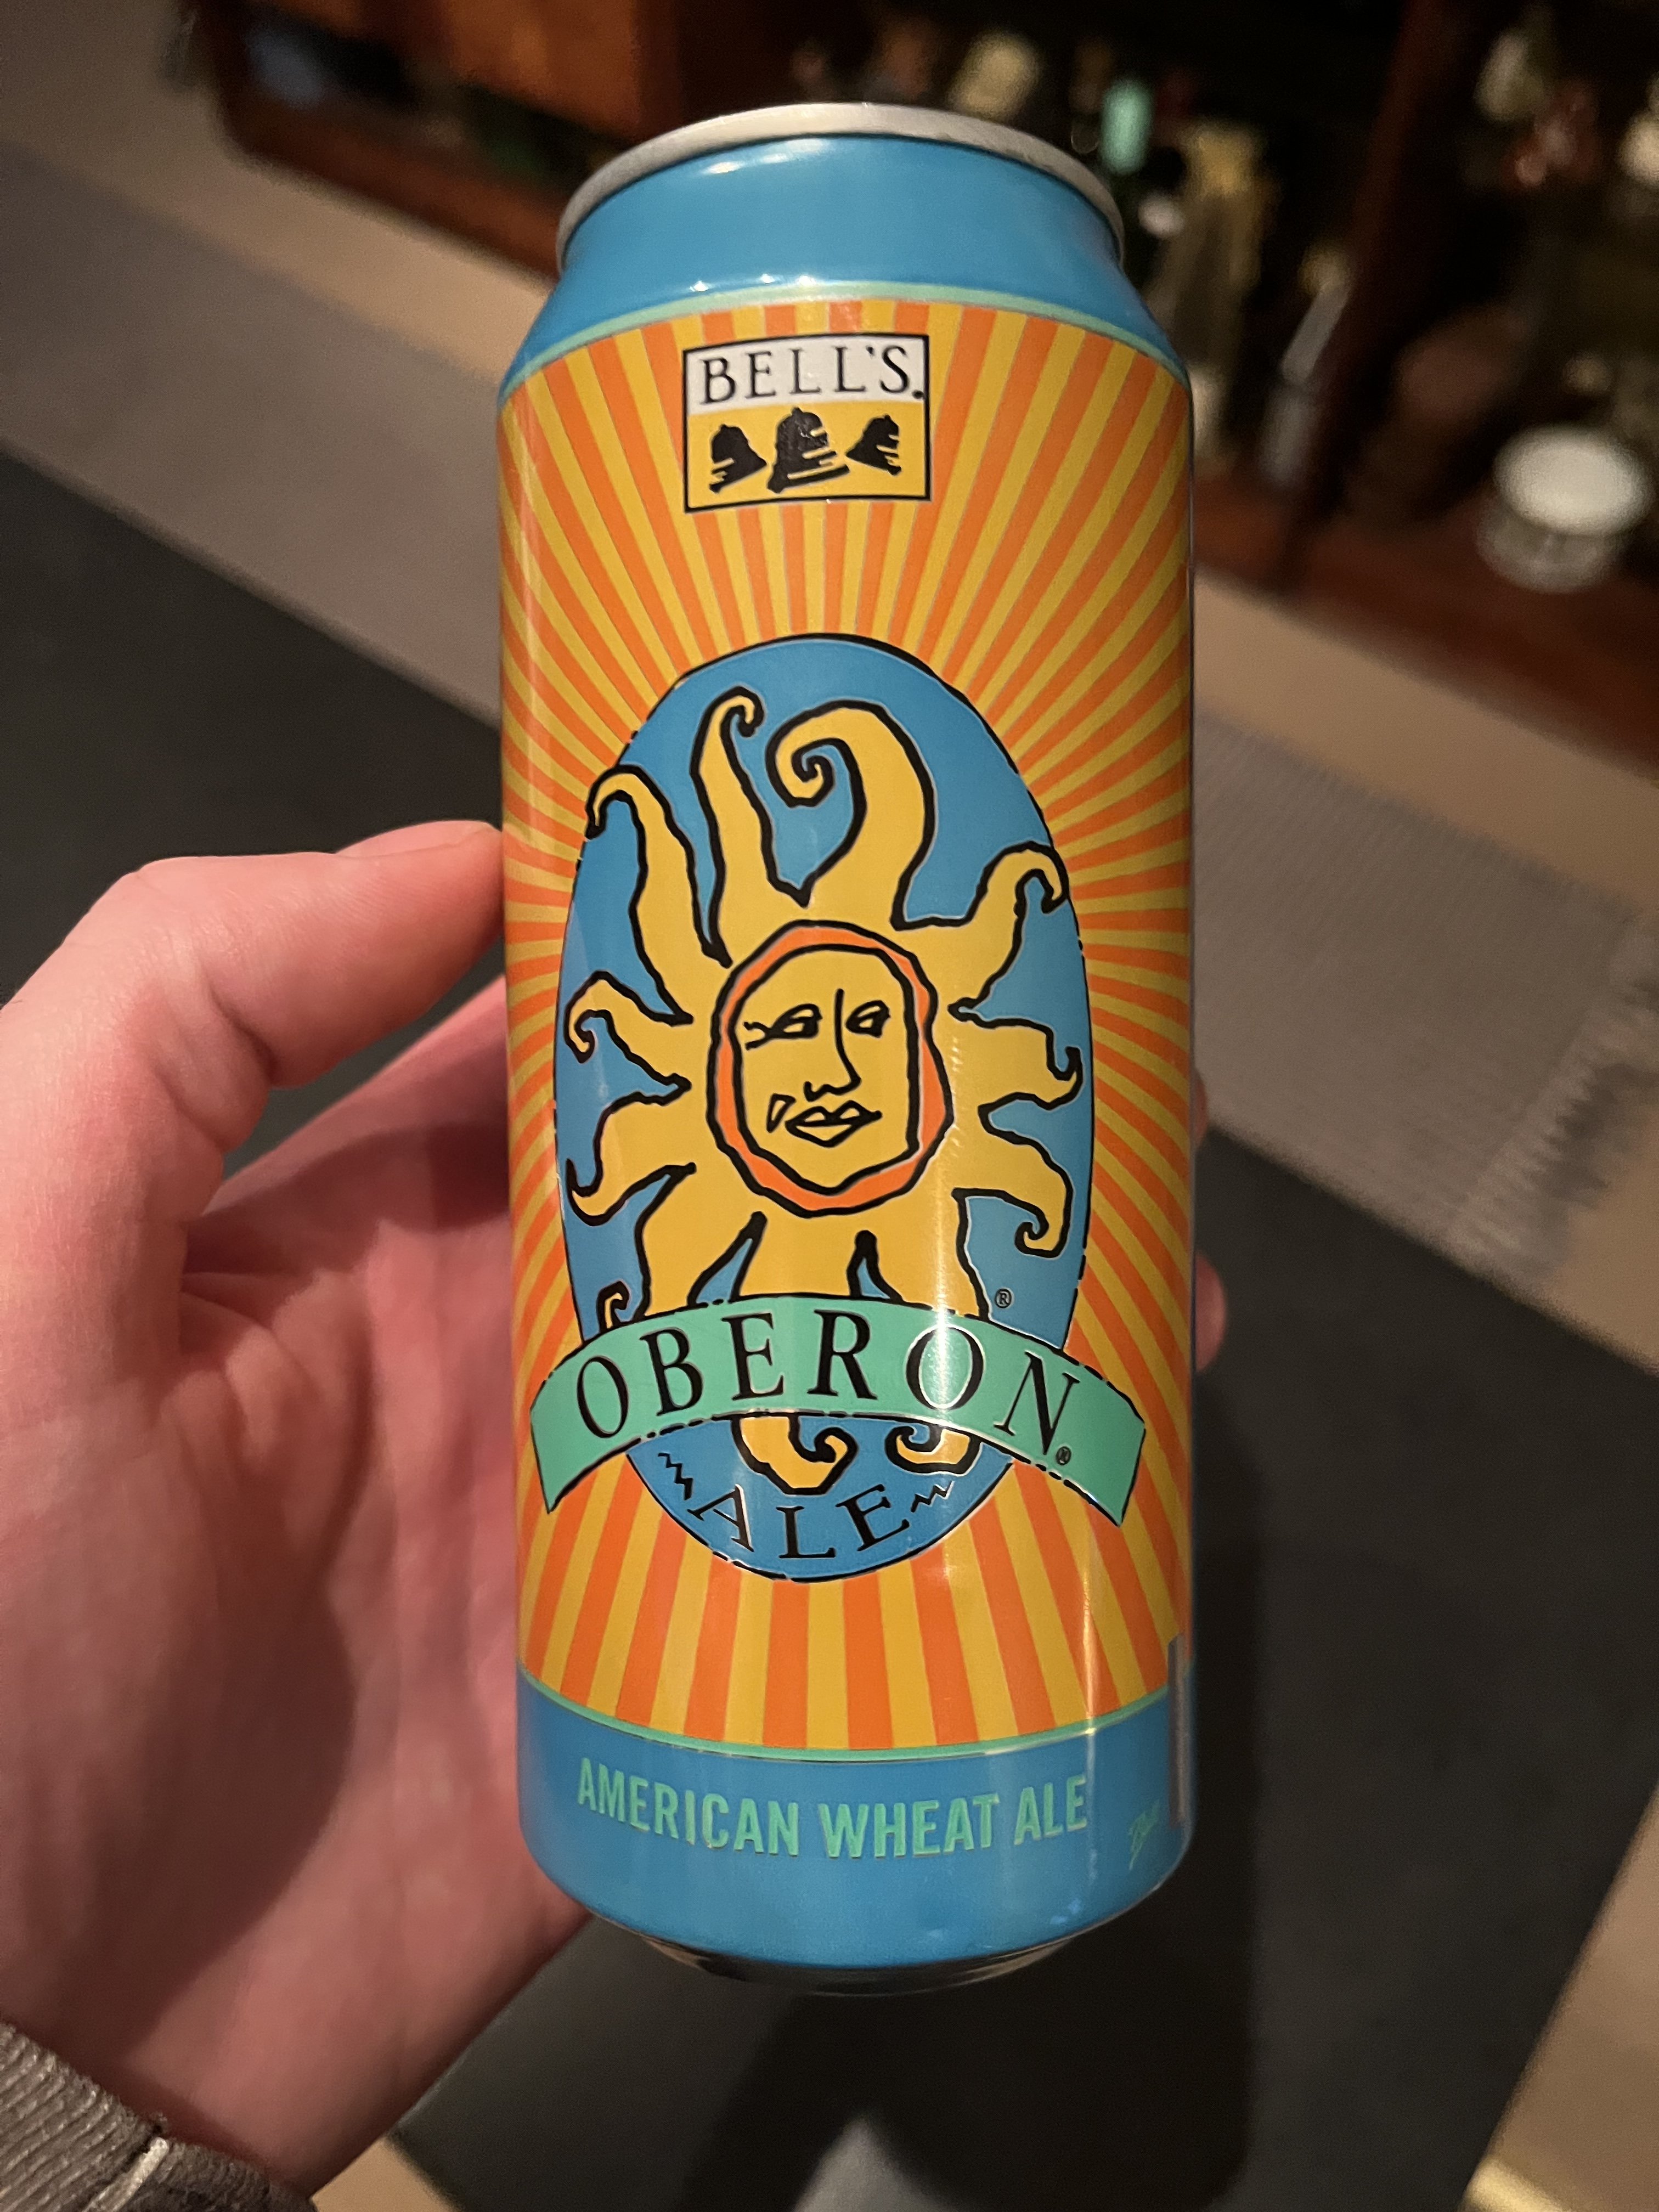 BELL'S
OBERON®
®
ALE
AMERICAN WHEAT ALE